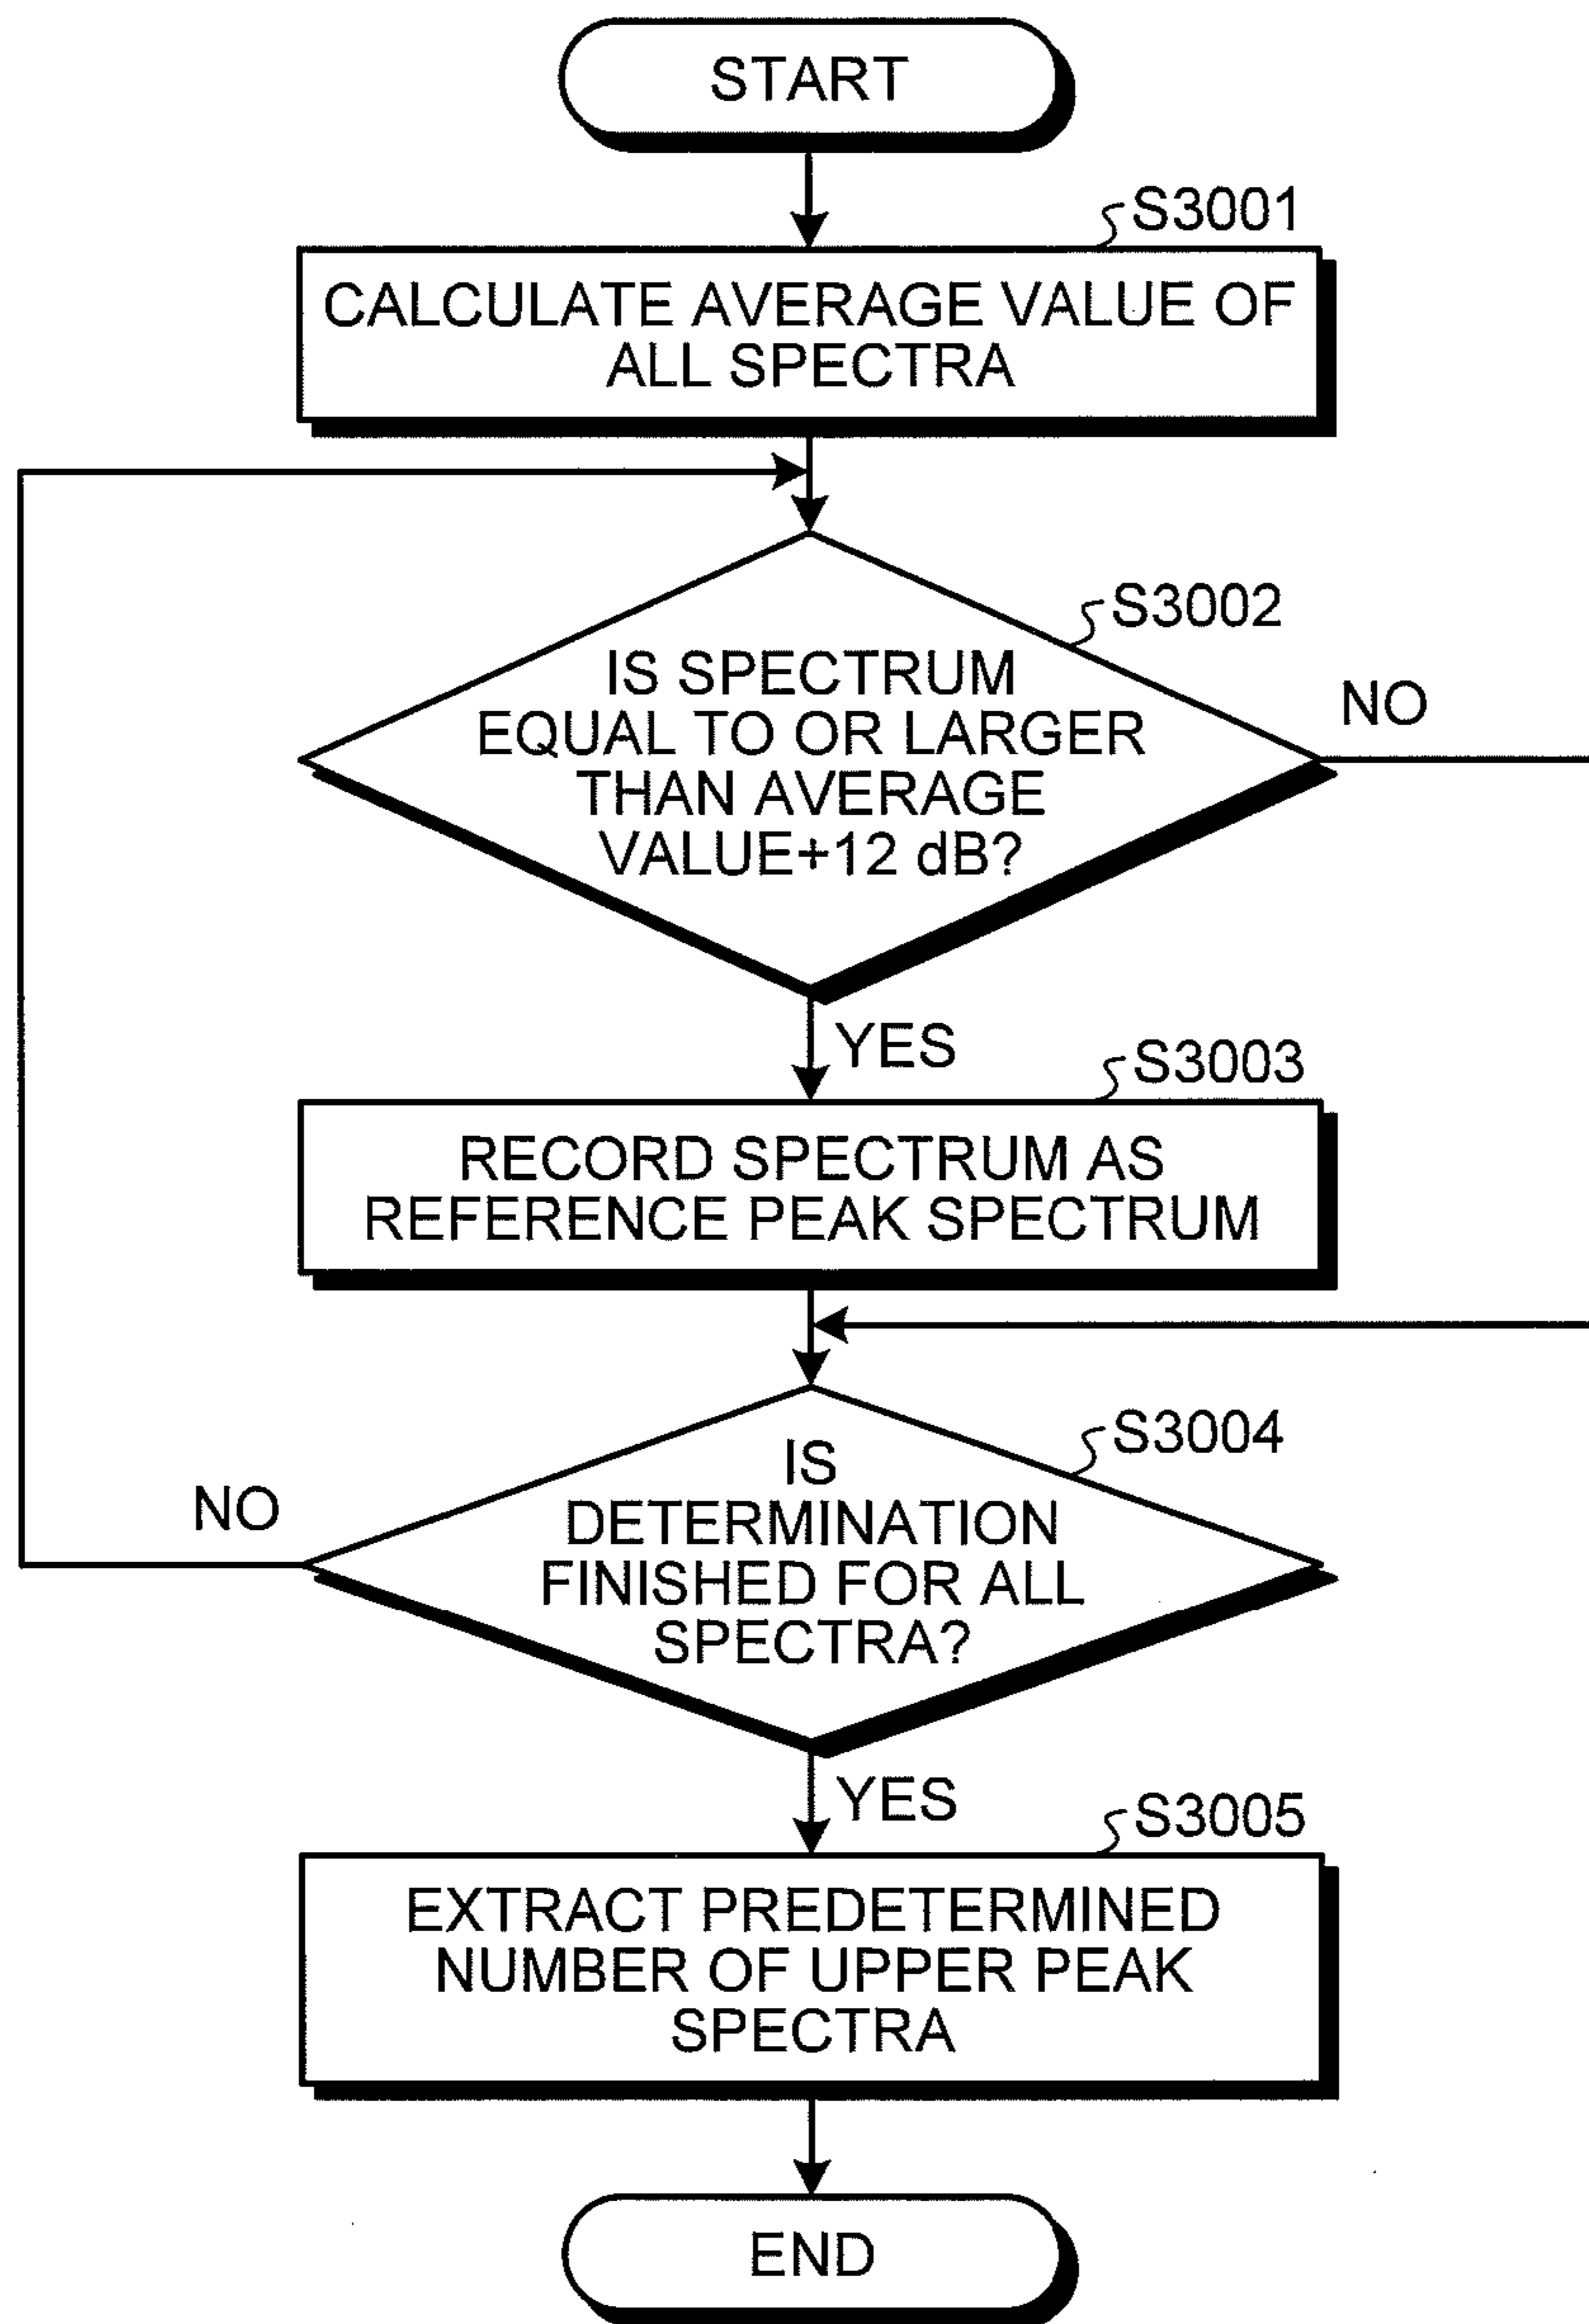 START
S3001
CALCULATE AVERAGE VALUE OF
ALL SPECTRA
S3002
IS SPECTRUM
EQUAL TO OR LARGER
THAN AVERAGE
VALUE+12 dB?
NO
YES
S3003
RECORD SPECTRUM AS
REFERENCE PEAK SPECTRUM
S3004
IS
DETERMINATION
FINISHED FOR ALL
SPECTRA?
NO
YES
S3005
EXTRACT PREDETERMINED
NUMBER OF UPPER PEAK
SPECTRA
END